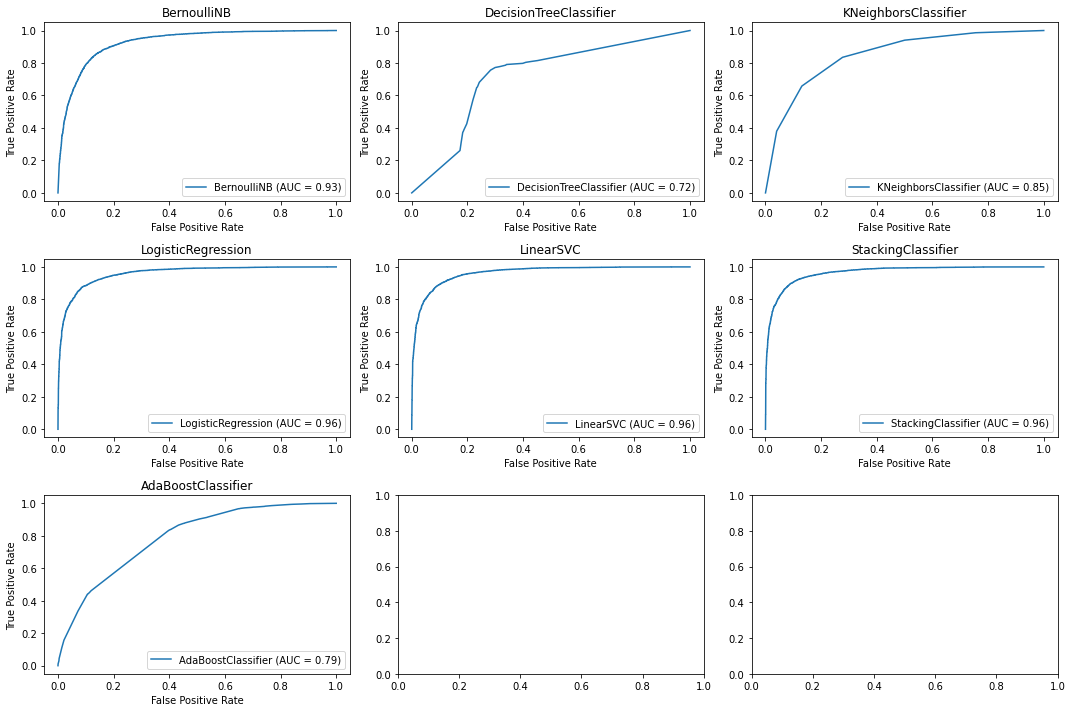 BernoulliNB
1.0
0.8
0.6
0.4
0.2
0.0
True Positive Rate
BernoulliNB (AUC = 0.93)
0.0 0.2 0.4 0.6 0.8 1.0
False Positive Rate
DecisionTreeClassifier
1.0
0.8
0.6
0.4
0.2
0.0
True Positive Rate
DecisionTreeClassifier (AUC = 0.72)
0.0 0.2 0.4 0.6 0.8 1.0
False Positive Rate
KNeighborsClassifier
1.0
0.8
0.6
0.4
0.2
0.0
True Positive Rate
KNeighborsClassifier (AUC = 0.85)
0.0 0.2 0.4 0.6 0.8 1.0
False Positive Rate
LogisticRegression
1.0
0.8
0.6
0.4
0.2
0.0
True Positive Rate
LogisticRegression (AUC = 0.96)
0.0 0.2 0.4 0.6 0.8 1.0
False Positive Rate
LinearSVC
1.0
0.8
0.6
0.4
0.2
0.0
True Positive Rate
LinearSVC (AUC = 0.96)
0.0 0.2 0.4 0.6 0.8 1.0
False Positive Rate
StackingClassifier
1.0
0.8
0.6
0.4
0.2
0.0
True Positive Rate
StackingClassifier (AUC = 0.96)
0.0 0.2 0.4 0.6 0.8 1.0
False Positive Rate
AdaBoostClassifier
1.0
0.8
0.6
0.4
0.2
0.0
True Positive Rate
AdaBoostClassifier (AUC = 0.79)
0.0 0.2 0.4 0.6 0.8 1.0
False Positive Rate
1.0
0.8
0.6
0.4
0.2
0.0
0.0 0.2 0.4 0.6 0.8 1.0
1.0
0.8
0.6
0.4
0.2
0.0
0.0 0.2 0.4 0.6 0.8 1.0